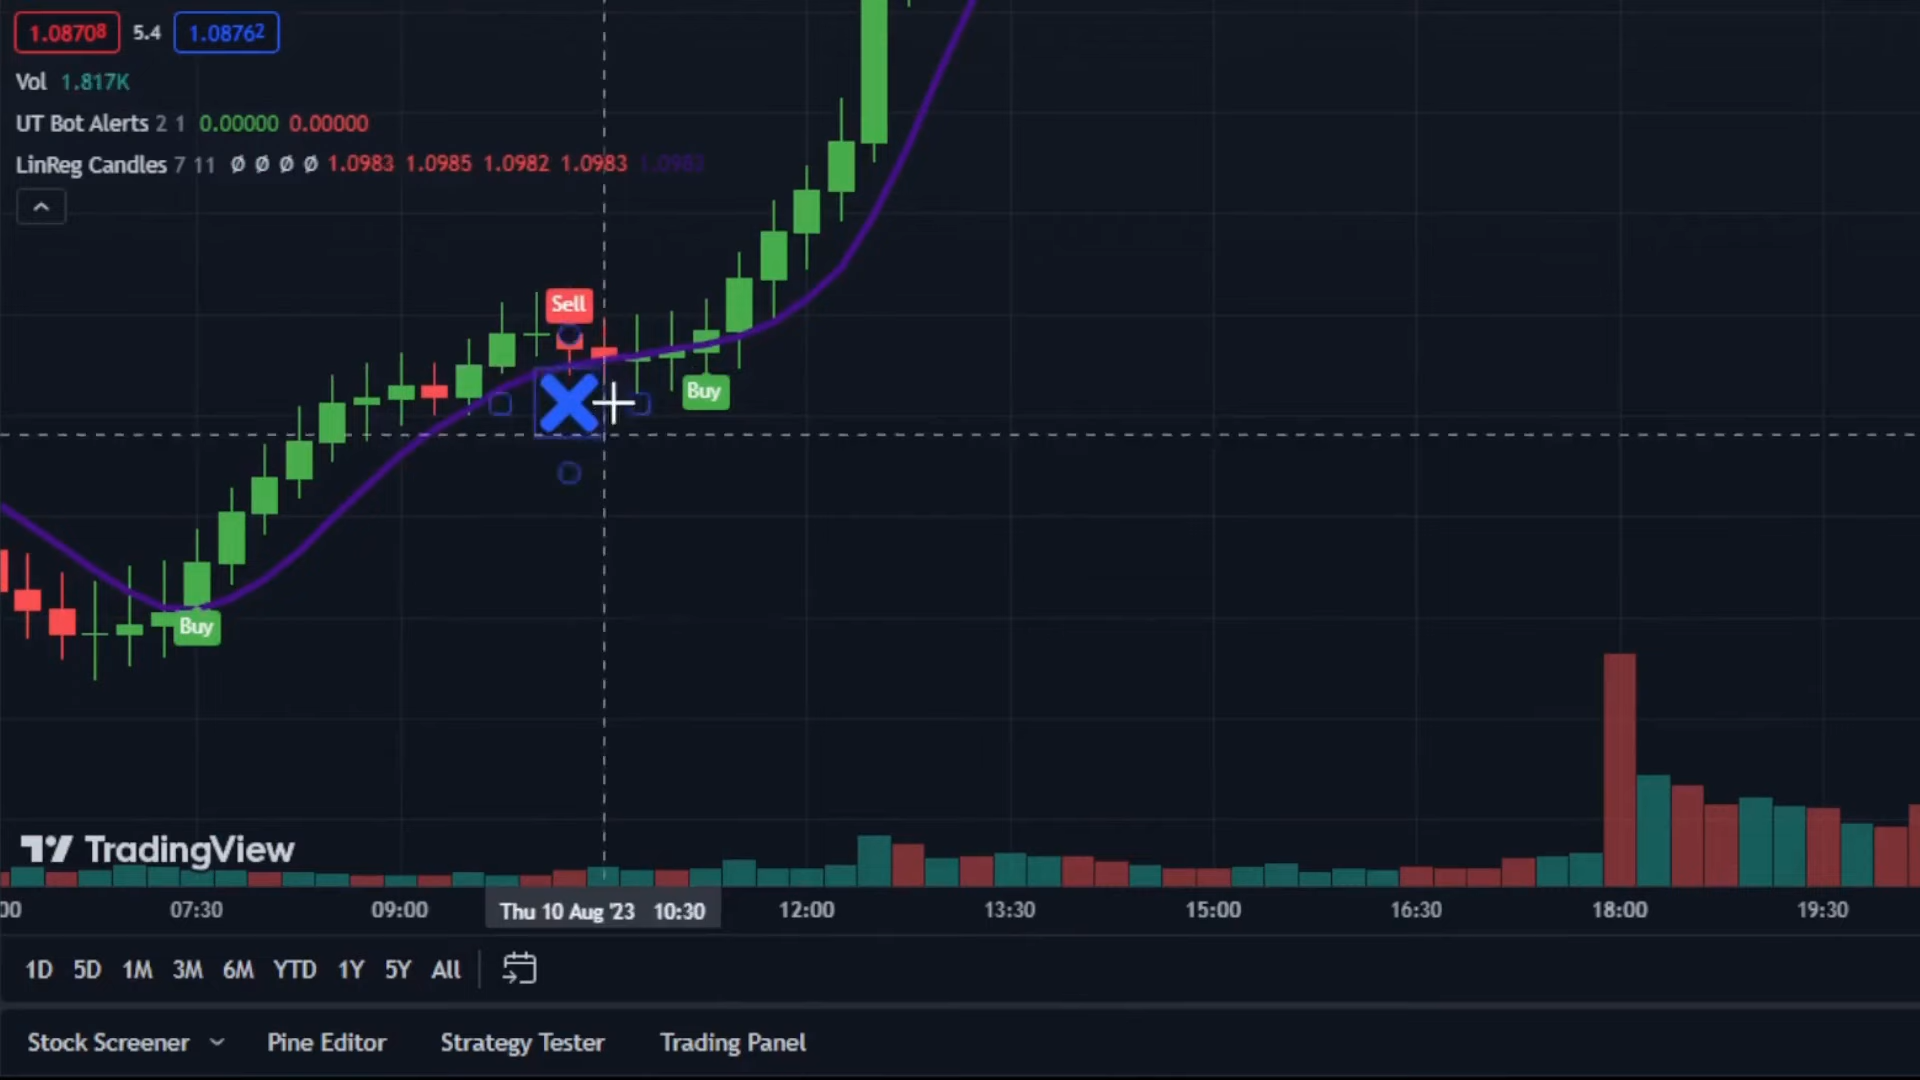 1.08708 5.4 1.08762
Vol 1.817K
UT Bot Alerts 2 1 0.00000 0.00000
LinReg Candles 7 11 Ø Ø Ø Ø 1.0983 1.0985 1.0982 1.0983
Sell
Buy
Buy
TradingView
00 07:30 09:00 Thu 10 Aug '23 10:30 12:00 13:30 15:00 16:30 18:00 19:30
1D 5D 1M 3M 6M YTD 1Y 5Y All
Stock Screener Pine Editor Strategy Tester Trading Panel